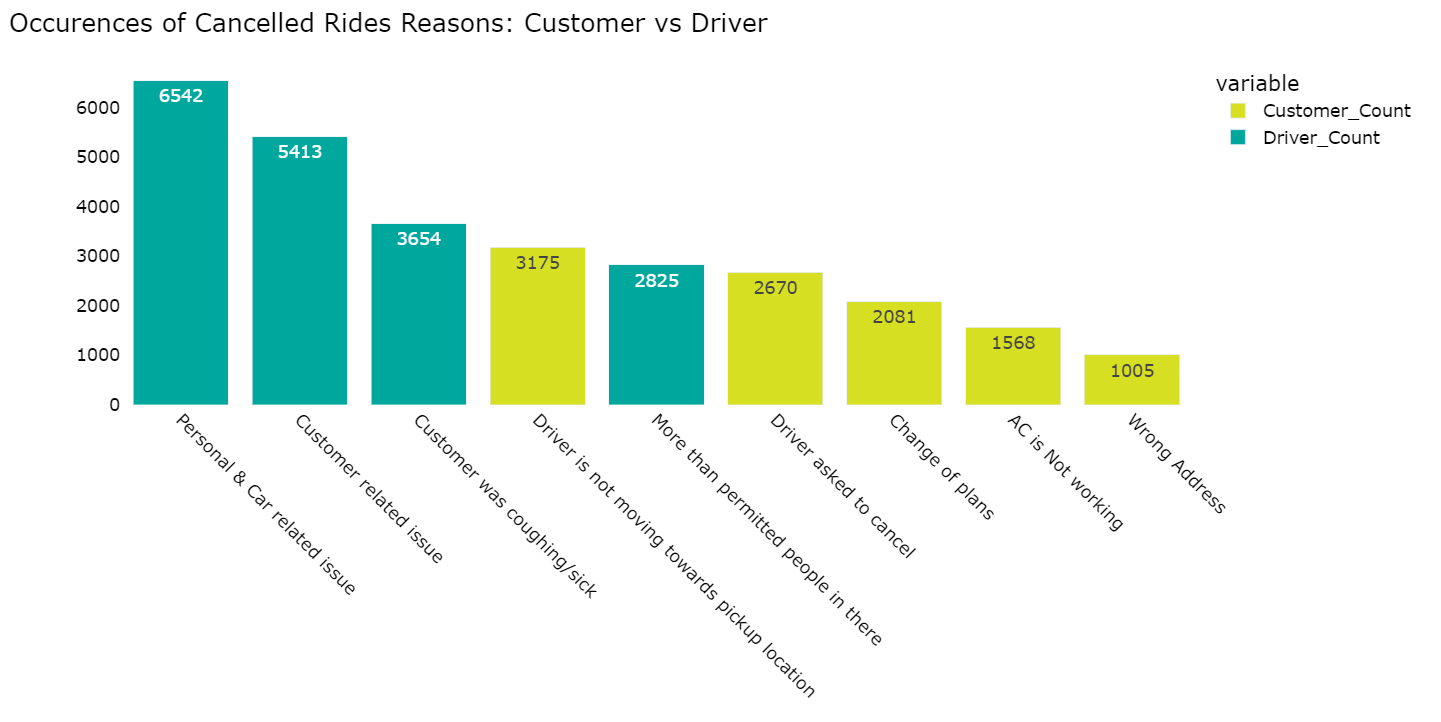 Occurences of Cancelled Rides Reasons: Customer vs Driver
variable
Customer_Count
Driver_Count
6000
5000
4000
3000
2000
1000
0
6542
5413
3654
3175
2825
2670
2081
1568
1005
Personal & Car related issue
Customer related issue
Customer was coughing/sick
Driver is not moving towards pickup location
More than permitted people in there
Driver asked to cancel
Change of plans
AC is Not working
Wrong Address